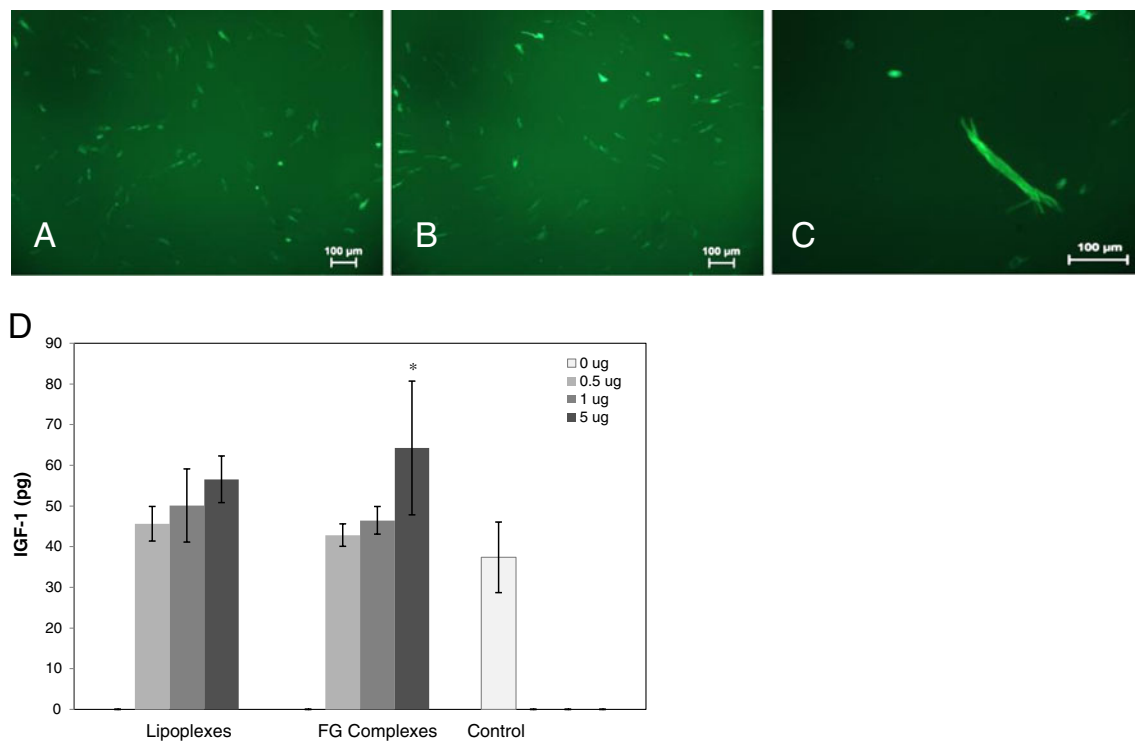 A
100 µm
B
100 µm
C
100 µm
D
90
80
70
60
50
40
30
20
10
0
IGF-1 (pg)
*
0 ug
0.5 ug
1 ug
5 ug
Lipoplexes
FG Complexes
Control